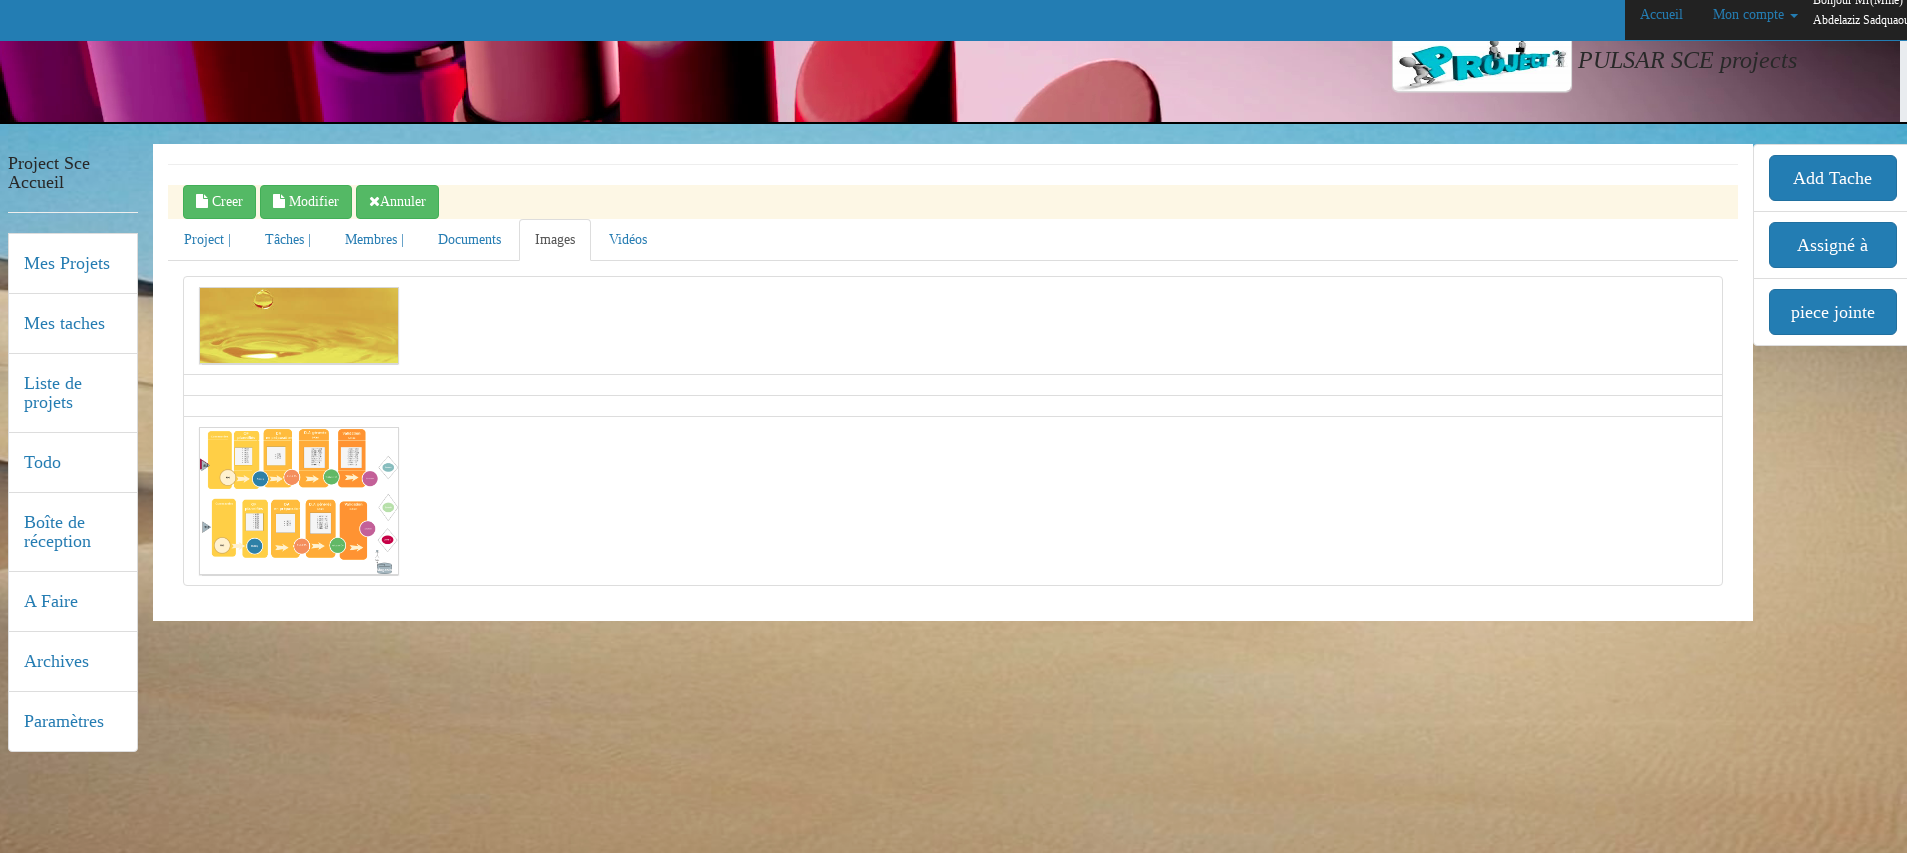 Accueil
Mon compte
Bonjour Mr(Mme)
Abdelaziz Sadquaou
PROJECT
PULSAR SCE projects
Project Sce
Accueil
Mes Projets
Mes taches
Liste de
projets
Todo
Boîte de
réception
A Faire
Archives
Paramètres
Creer
Modifier
Annuler
Project |
Tâches |
Membres |
Documents
Images
Vidéos
Add Tache
Assigné à
piece jointe